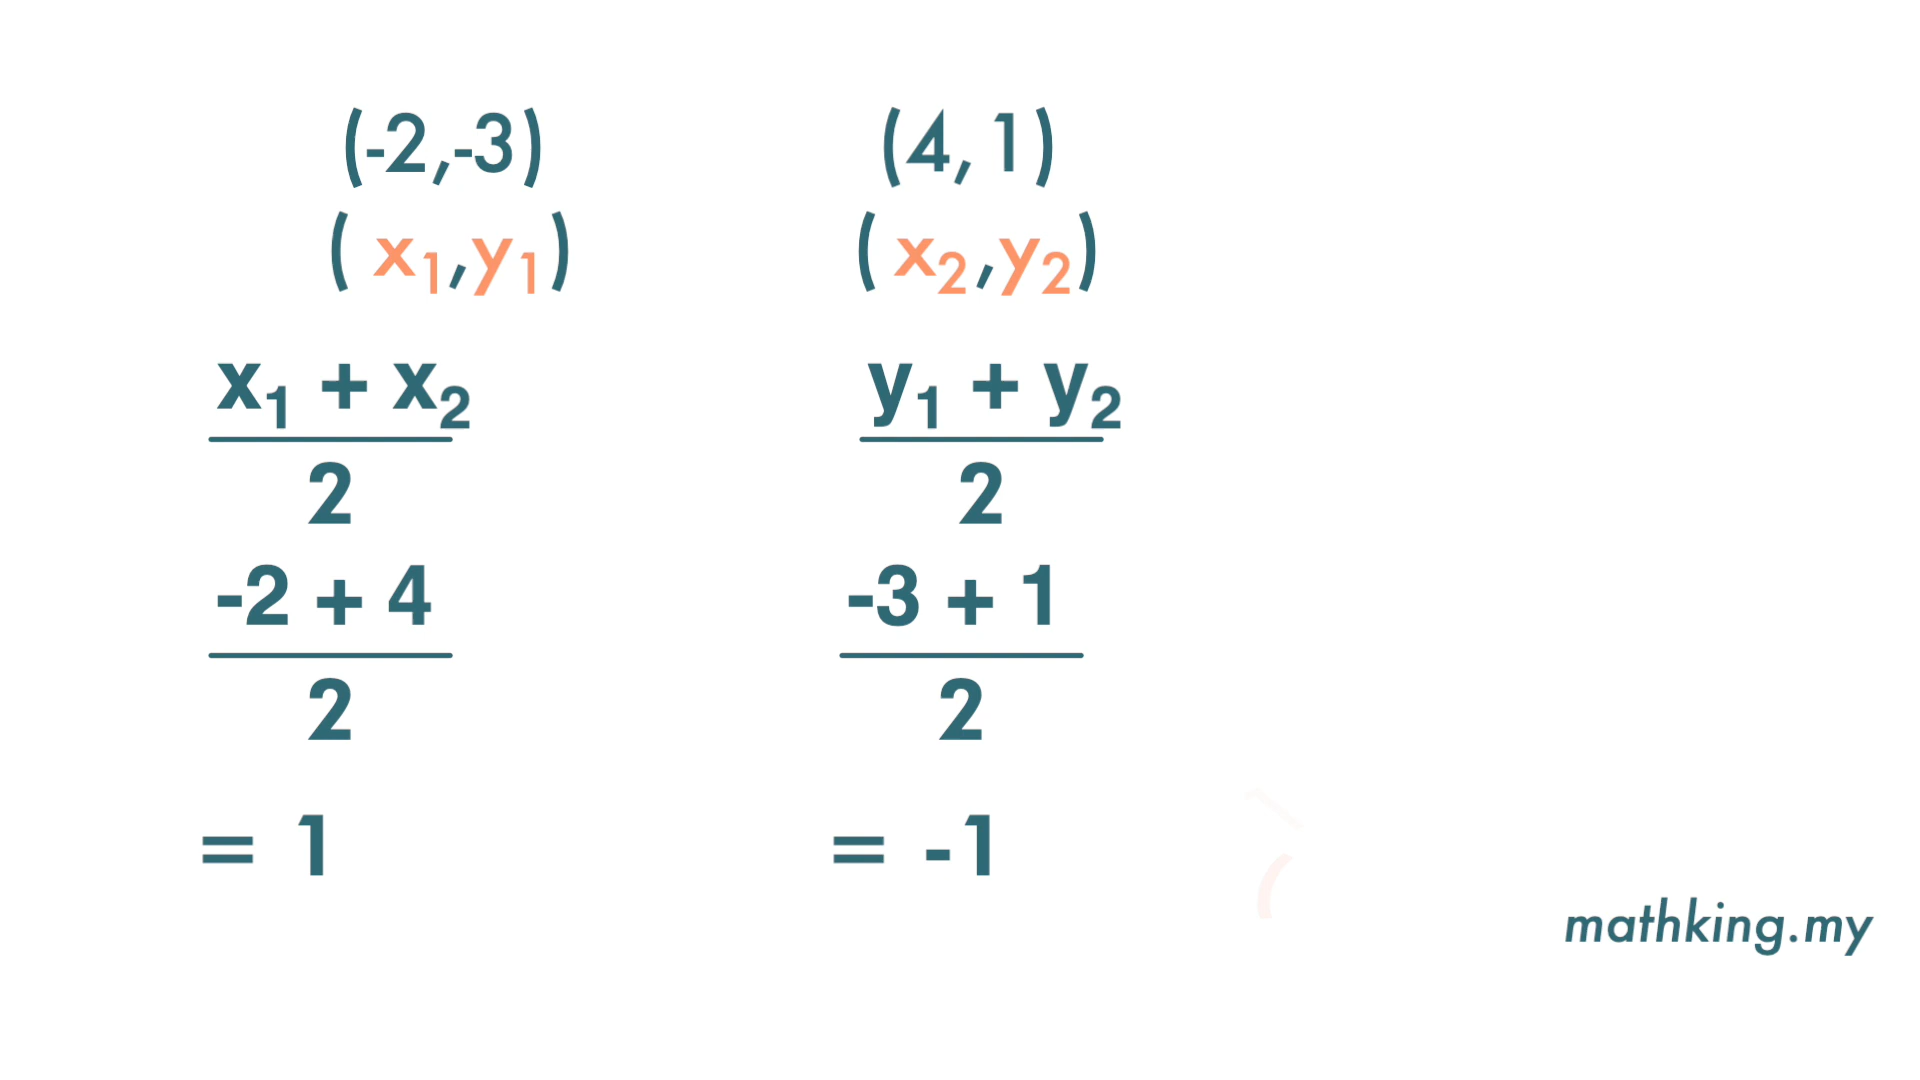 (-2,-3) (4,1)
(x₁,y₁) (x₂,y₂)
x₁ + x₂ y₁ + y₂
2 2
-2 + 4 -3 + 1
2 2
= 1 = -1
mathking.my